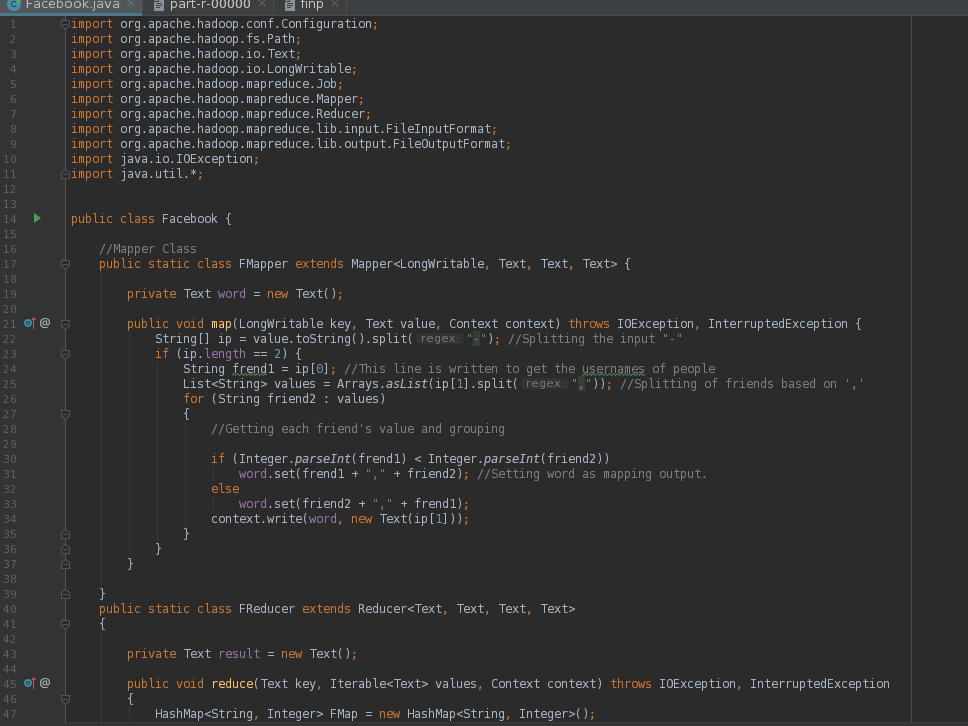 Facebook.java part-r-00000 finp
1 import org.apache.hadoop.conf.Configuration;
2 import org.apache.hadoop.fs.Path;
3 import org.apache.hadoop.io.Text;
4 import org.apache.hadoop.io.LongWritable;
5 import org.apache.hadoop.mapreduce.Job;
6 import org.apache.hadoop.mapreduce.Mapper;
7 import org.apache.hadoop.mapreduce.Reducer;
8 import org.apache.hadoop.mapreduce.lib.input.FileInputFormat;
9 import org.apache.hadoop.mapreduce.lib.output.FileOutputFormat;
10 import java.io.IOException;
11 import java.util.*;
12
13
14 public class Facebook {
15
16 //Mapper Class
17 public static class FMapper extends Mapper<LongWritable, Text, Text, Text> {
18
19 private Text word = new Text();
20
21 @ public void map(LongWritable key, Text value, Context context) throws IOException, InterruptedException {
22 String[] ip = value.toString().split( regex: "-"); //Splitting the input "-"
23 if (ip.length == 2) {
24 String frend1 = ip[0]; //This line is written to get the usernames of people
25 List<String> values = Arrays.asList(ip[1].split( regex: ",")); //Splitting of friends based on ','
26 for (String friend2 : values)
27 {
28 //Getting each friend's value and grouping
29
30 if (Integer.parseInt(frend1) < Integer.parseInt(friend2))
31 word.set(frend1 + "," + friend2); //Setting word as mapping output.
32 else
33 word.set(friend2 + "," + frend1);
34 context.write(word, new Text(ip[1]));
35 }
36 }
37 }
38
39 }
40 public static class FReducer extends Reducer<Text, Text, Text, Text>
41 {
42
43 private Text result = new Text();
44
45 @ public void reduce(Text key, Iterable<Text> values, Context context) throws IOException, InterruptedException
46 {
47 HashMap<String, Integer> FMap = new HashMap<String, Integer>();